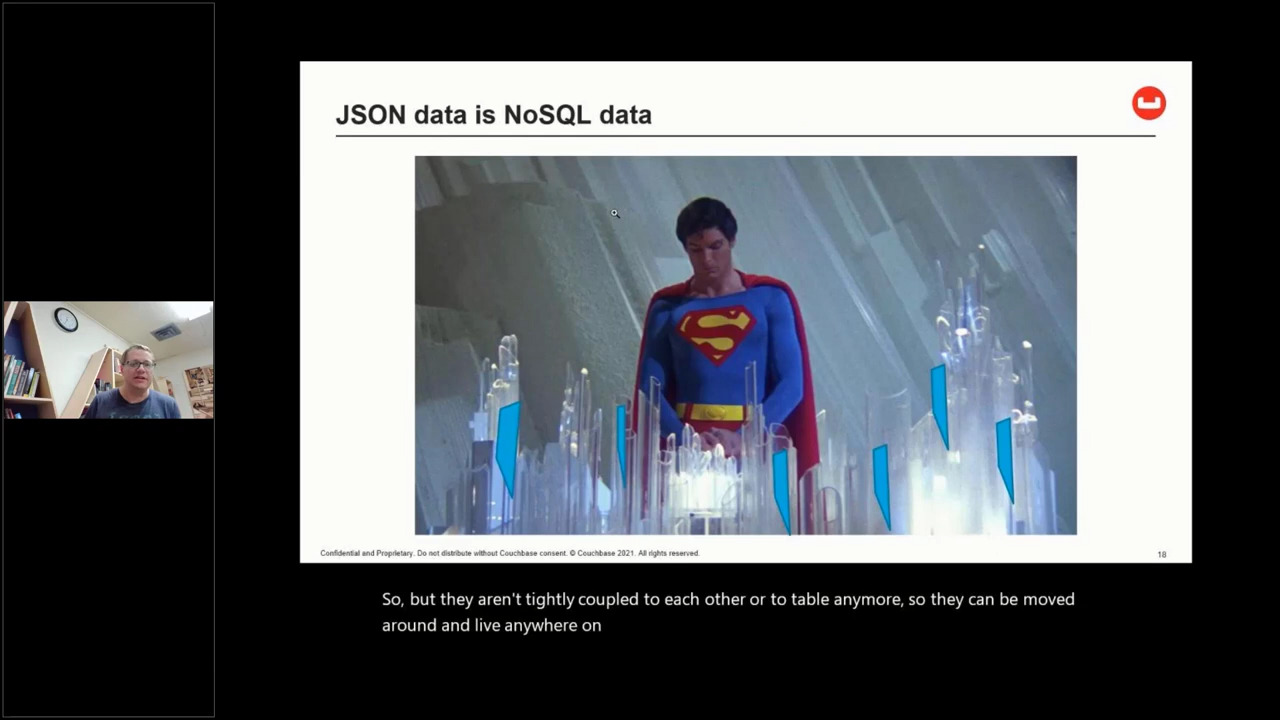 JSON data is NoSQL data
Confidential and Proprietary. Do not distribute without Couchbase consent. © Couchbase 2021. All rights reserved.
18
So, but they aren't tightly coupled to each other or to table anymore, so they can be moved
around and live anywhere on